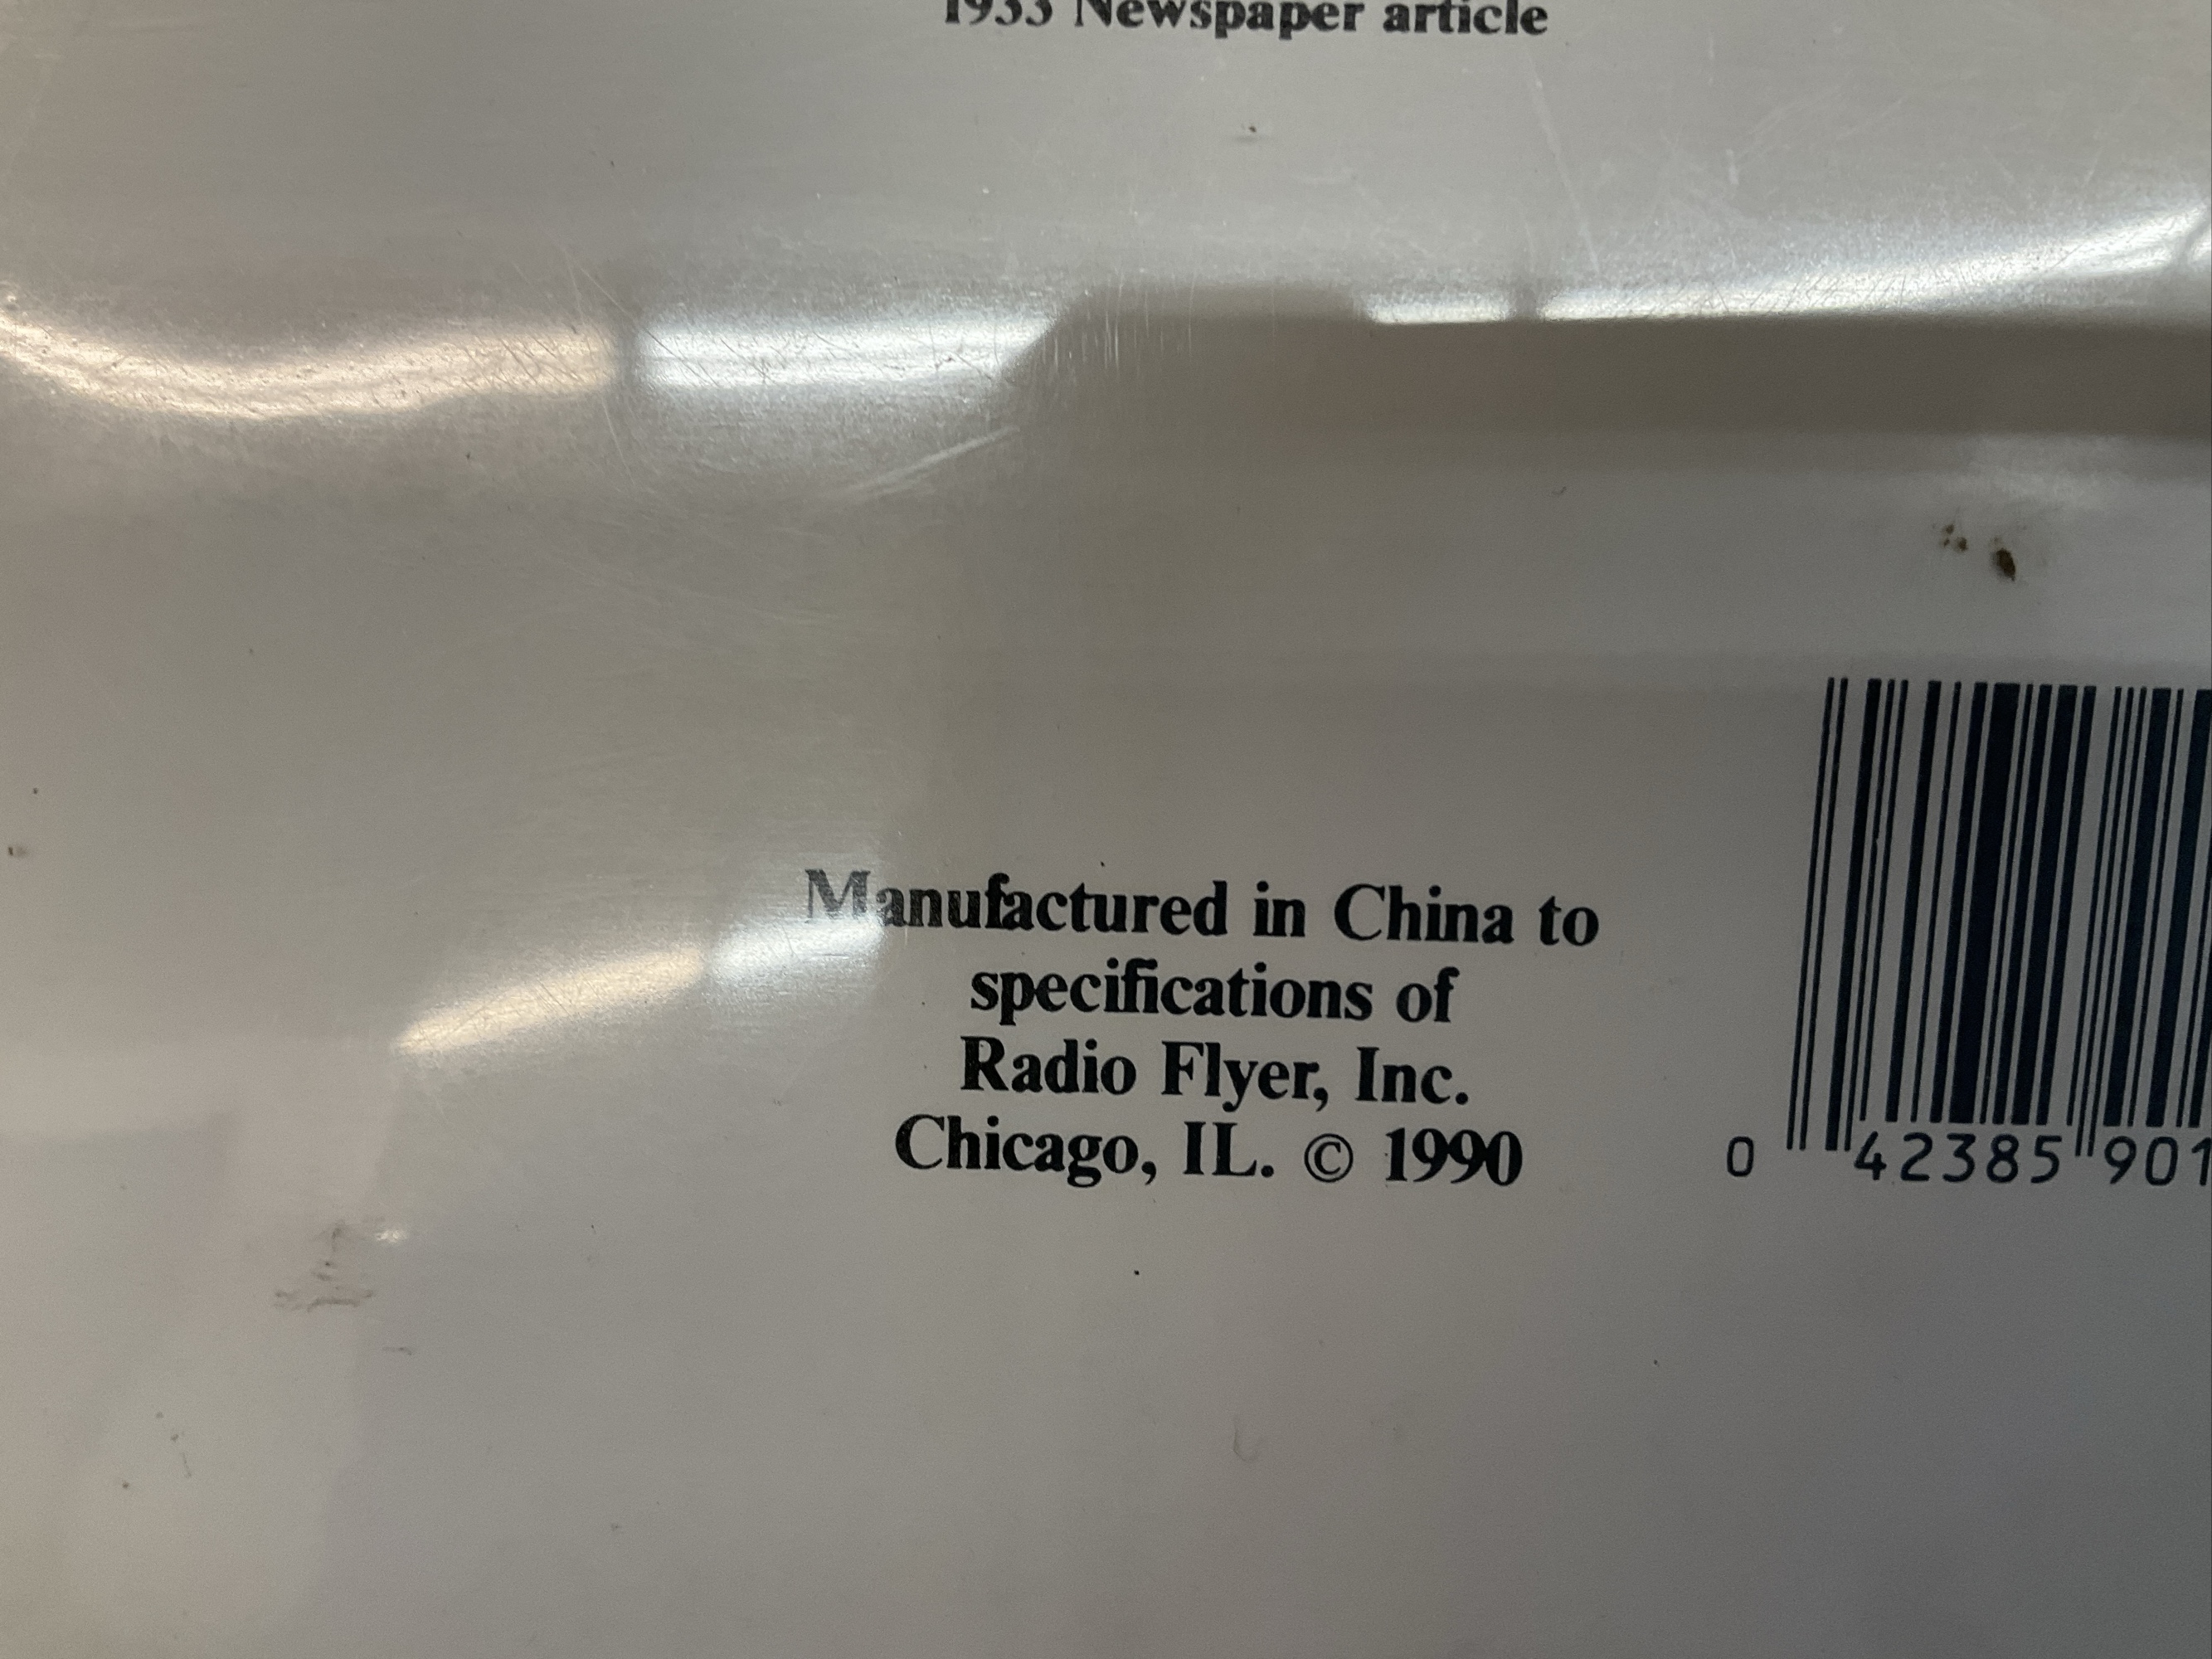 1933 Newspaper article
Manufactured in China to
specifications of
Radio Flyer, Inc.
Chicago, IL. © 1990
0 42385 901